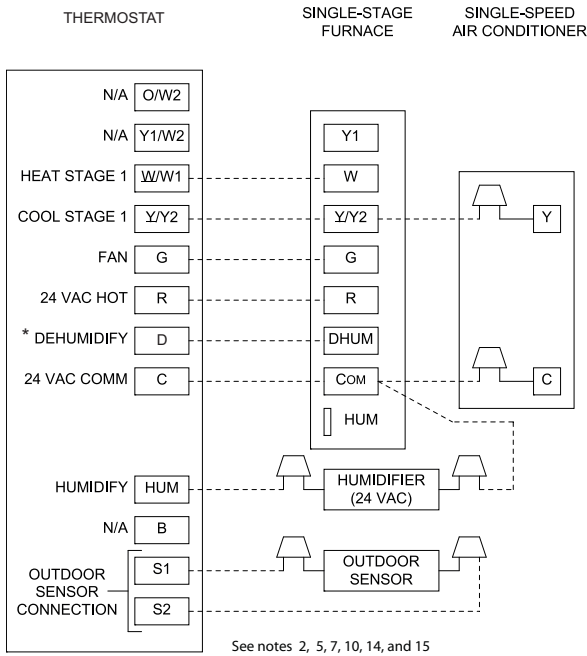 THERMOSTAT
SINGLE-STAGE
FURNACE
SINGLE-SPEED
AIR CONDITIONER
N/A O/W2
N/A Y1/W2 Y1
HEAT STAGE 1 W/W1 W
COOL STAGE 1 Y/Y2 Y/Y2 Y
FAN G G
24 VAC HOT R R
* DEHUMIDIFY D DHUM
24 VAC COMM C COM C
HUM
HUMIDIFY HUM HUMIDIFIER
(24 VAC)
N/A B
S1 OUTDOOR
SENSOR
OUTDOOR
SENSOR
CONNECTION
S2
See notes 2, 5, 7, 10, 14, and 15